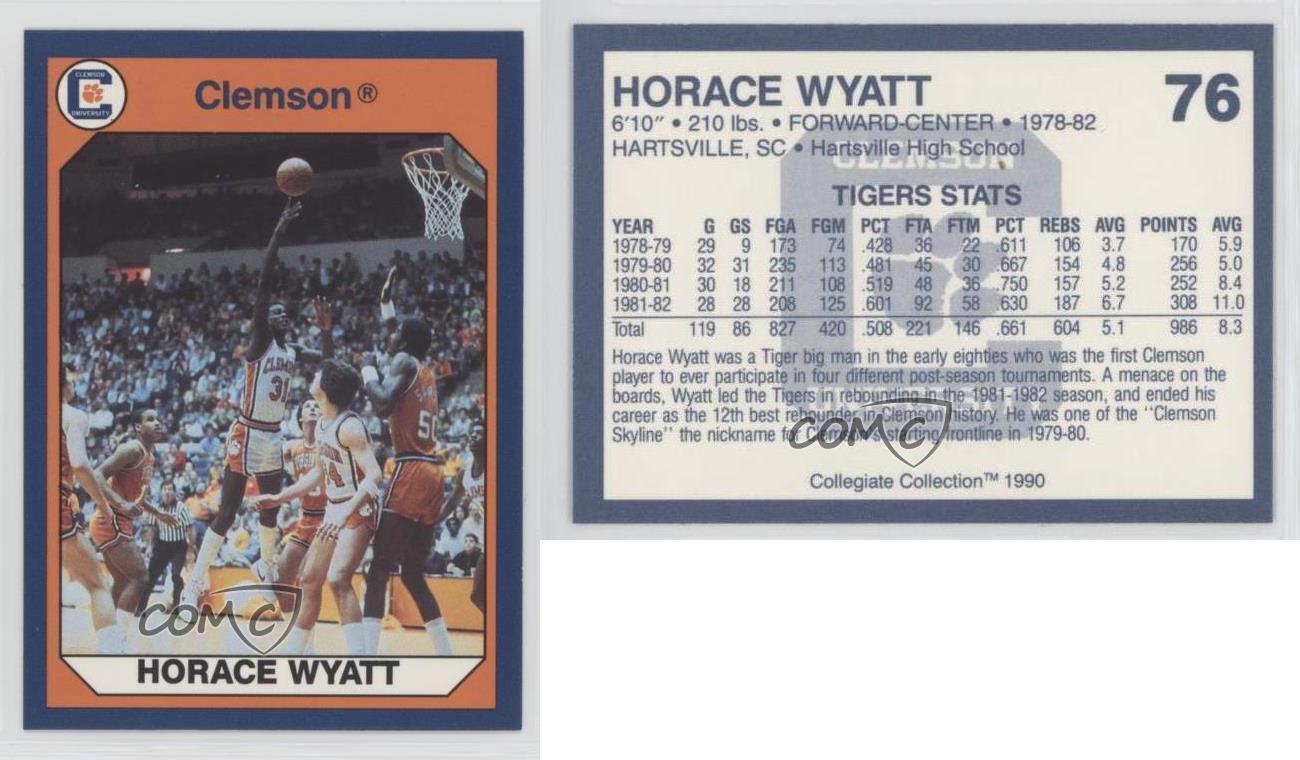 CLEMSON
UNIVERSITY
Clemson®
CLEMSON
31
50
HORACE WYATT
COMC
HORACE WYATT
76
6'10" • 210 lbs. • FORWARD-CENTER • 1978-82
HARTSVILLE, SC • Hartsville High School
CLEMSON
TIGERS STATS
YEAR G GS FGA FGM PCT FTA FTM PCT REBS AVG POINTS AVG
1978-79 29 9 173 74 .428 36 22 .611 106 3.7 170 5.9
1979-80 32 31 235 113 .481 45 30 .667 154 4.8 256 5.0
1980-81 30 18 211 108 .519 48 36 .750 157 5.2 252 8.4
1981-82 28 28 208 125 .601 92 58 .630 187 6.7 308 11.0
Total 119 86 827 420 .508 221 146 .661 604 5.1 986 8.3
Horace Wyatt was a Tiger big man in the early eighties who was the first Clemson
player to ever participate in four different post-season tournaments. A menace on the
boards, Wyatt led the Tigers in rebounding in the 1981-1982 season, and ended his
career as the 12th best rebounder in Clemson history. He was one of the "Clemson
Skyline" the nickname for Clemson's starting frontline in 1979-80.
COMC
Collegiate Collection™ 1990